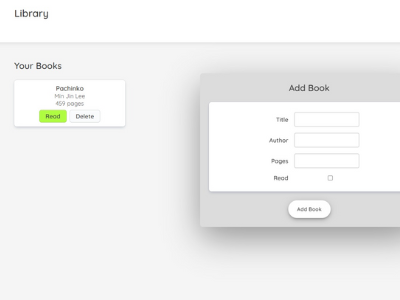 Library
Your Books
Pachinko
Min Jin Lee
459 pages
Read Delete
Add Book
Title
Author
Pages
Read
Add Book